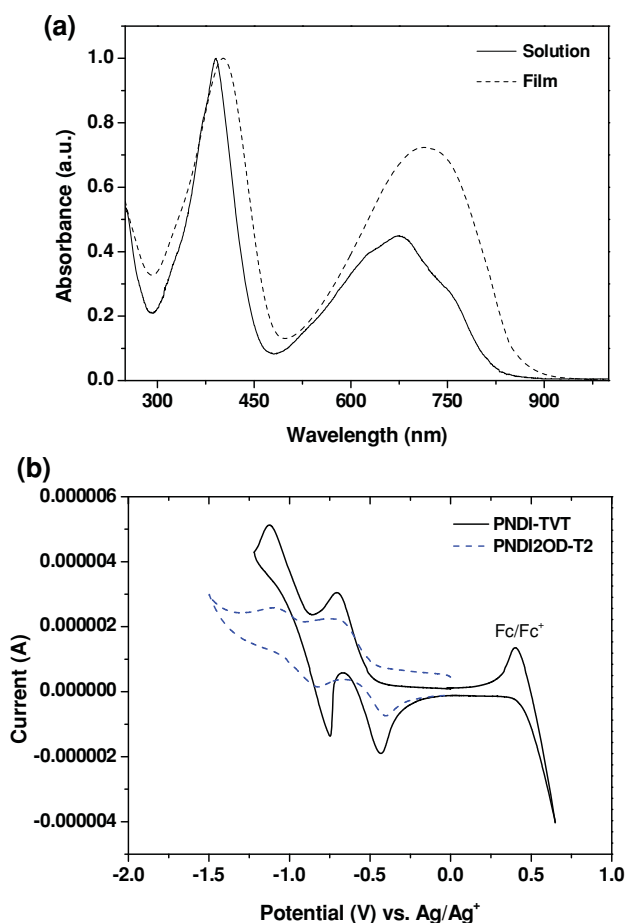 (a)
Solution
Film
1.0
0.8
0.6
0.4
0.2
0.0
Absorbance (a.u.)
300 450 600 750 900
Wavelength (nm)
(b)
PNDI-TVT
PNDI2OD-T2
Fc/Fc⁺
0.000006
0.000004
0.000002
0.000000
-0.000002
-0.000004
Current (A)
-2.0 -1.5 -1.0 -0.5 0.0 0.5 1.0
Potential (V) vs. Ag/Ag⁺